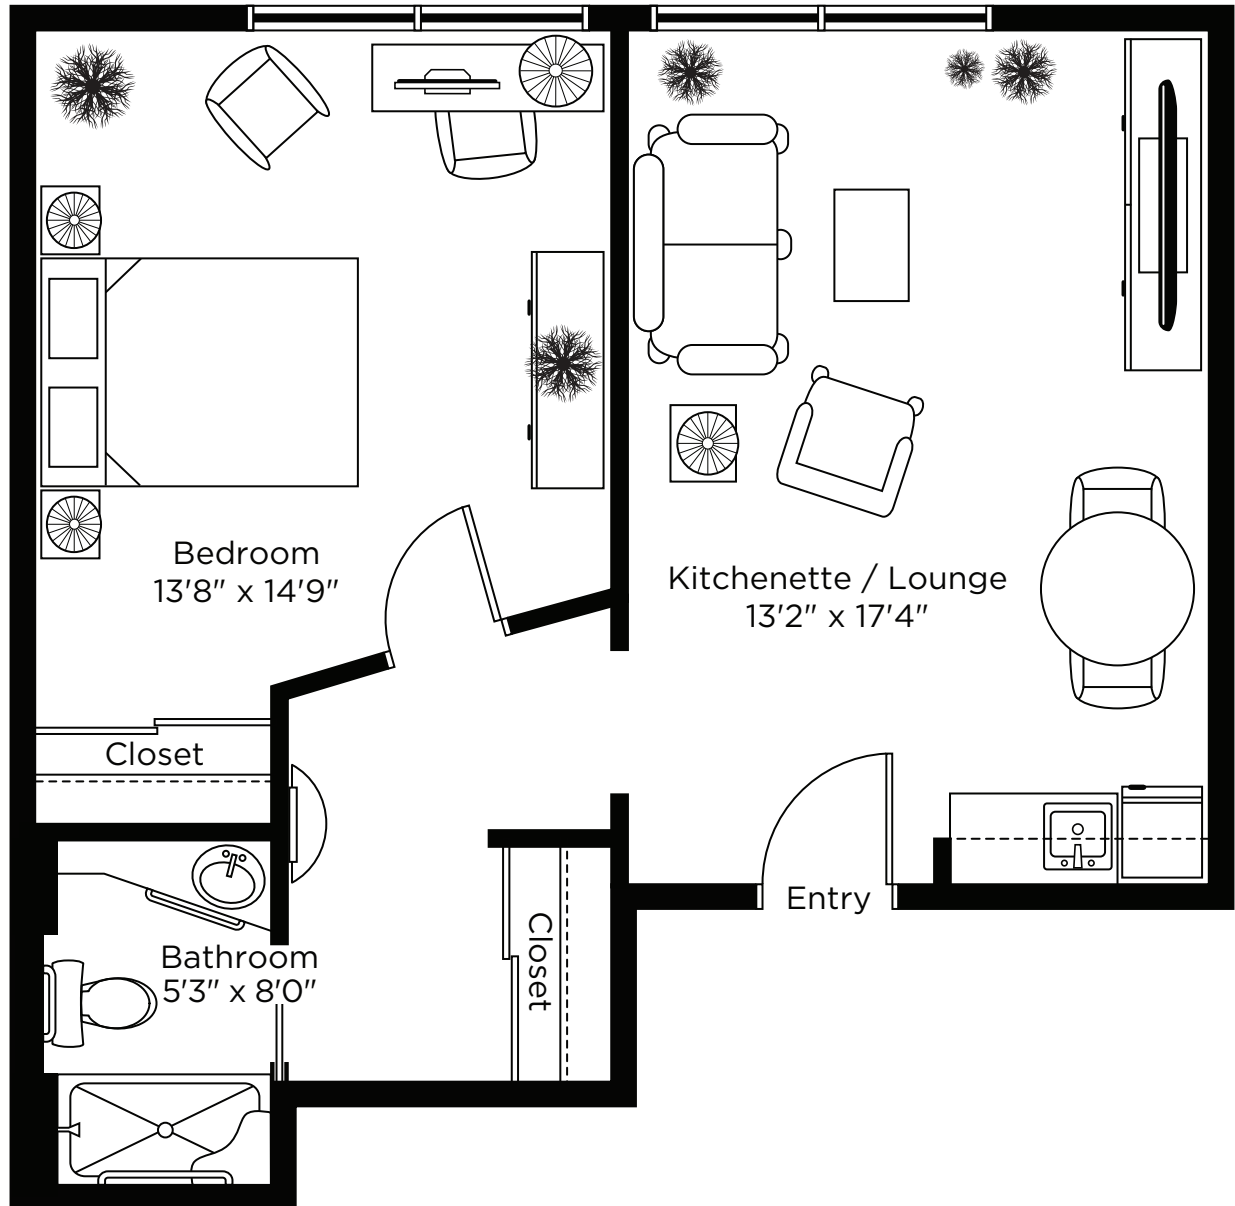 Bedroom
13'8" x 14'9"
Kitchenette / Lounge
13'2" x 17'4"
Closet
Entry
Closet
Bathroom
5'3" x 8'0"